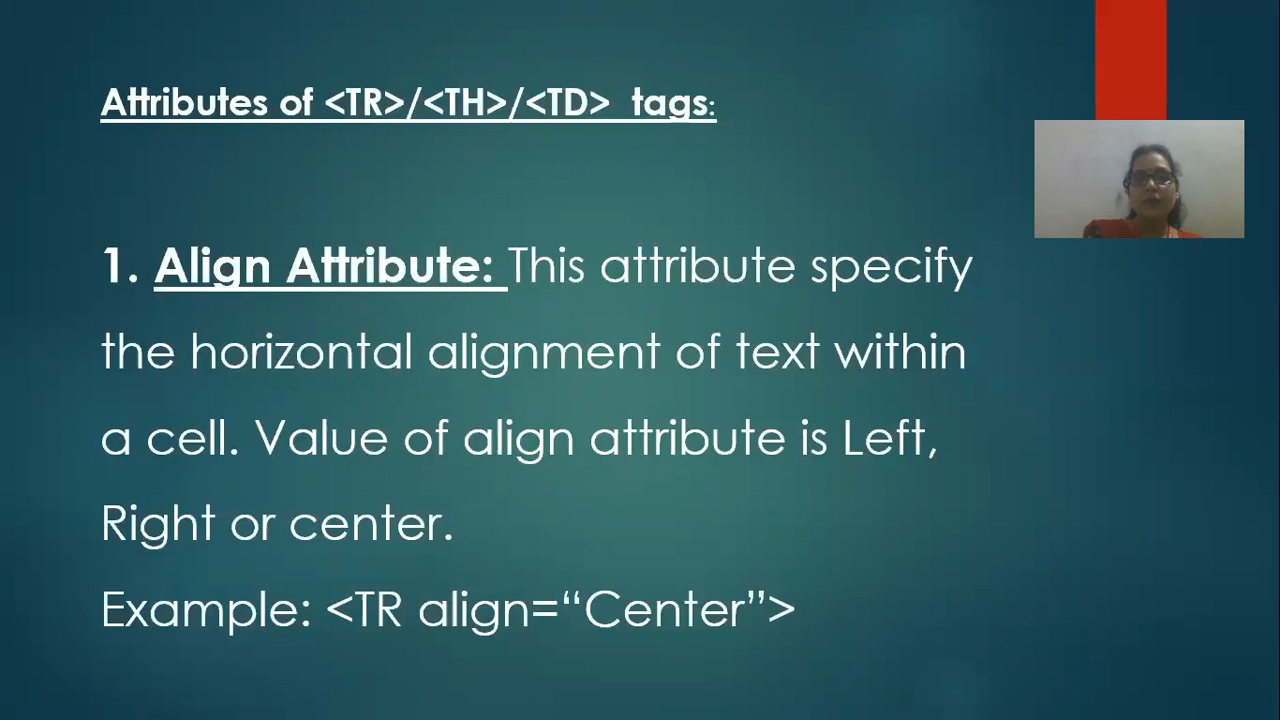 Attributes of <TR>/<TH>/<TD> tags:
1. Align Attribute: This attribute specify
the horizontal alignment of text within
a cell. Value of align attribute is Left,
Right or center.
Example: <TR align=“Center”>